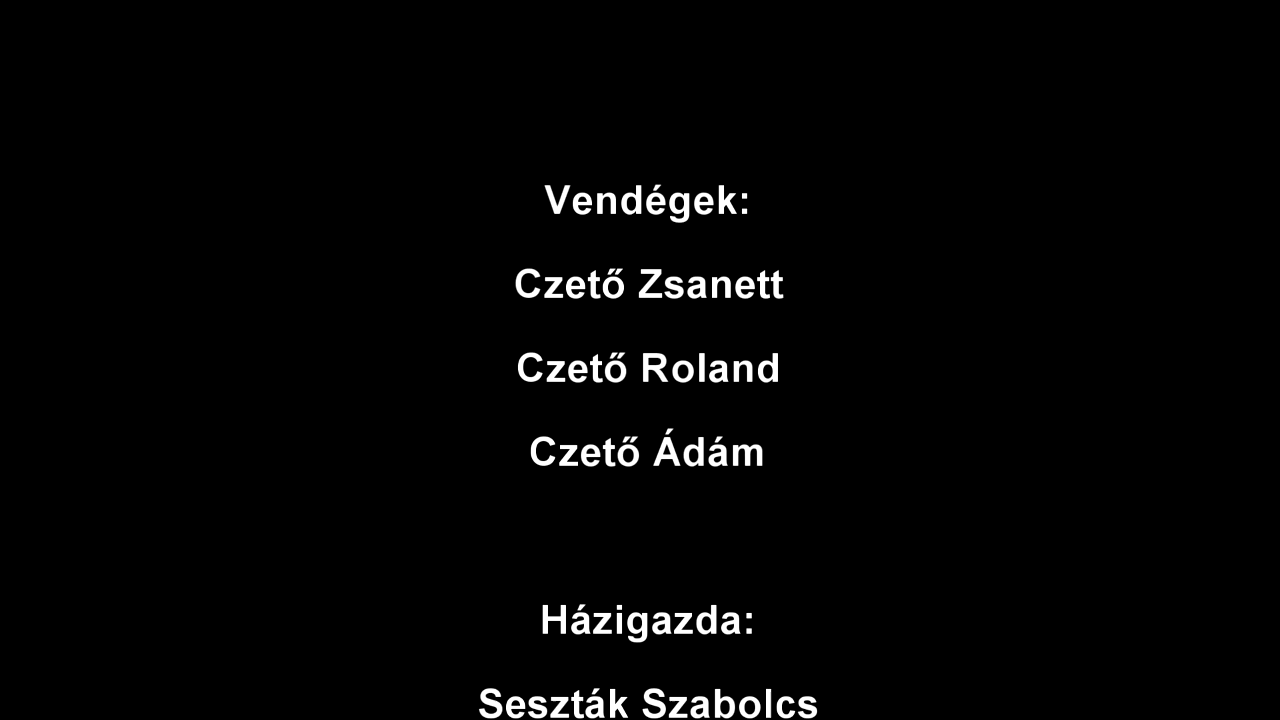 Vendégek:
Czető Zsanett
Czető Roland
Czető Ádám
Házigazda:
Seszták Szabolcs